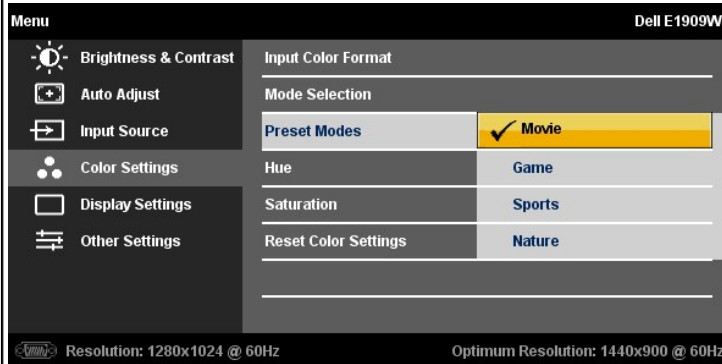 Menu Dell E1909W
Brightness & Contrast Input Color Format
Auto Adjust Mode Selection
Input Source Preset Modes Movie
Color Settings Hue Game
Display Settings Saturation Sports
Other Settings Reset Color Settings Nature
Resolution: 1280x1024 @ 60Hz Optimum Resolution: 1440x900 @ 60Hz